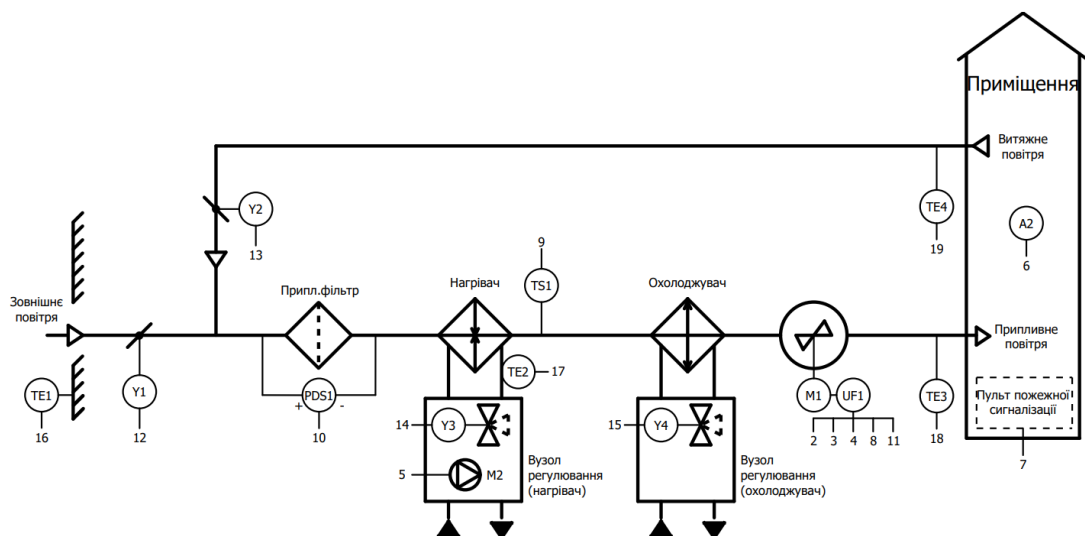 Приміщення
Витяжне
повітря
TE4
19
A2
6
Y2
13
9
TS1
Нагрівач
Охолоджувач
Припл.фільтр
Зовнішнє
повітря
Припливне
повітря
TE1
16
Y1
12
+ PDS1 -
10
TE2 17
M1 UF1
2 3 4 8 11
TE3
18
Пульт пожежної
сигналізації
7
14 Y3
5 M2
Вузол
регулювання
(нагрівач)
15 Y4
Вузол
регулювання
(охолоджувач)